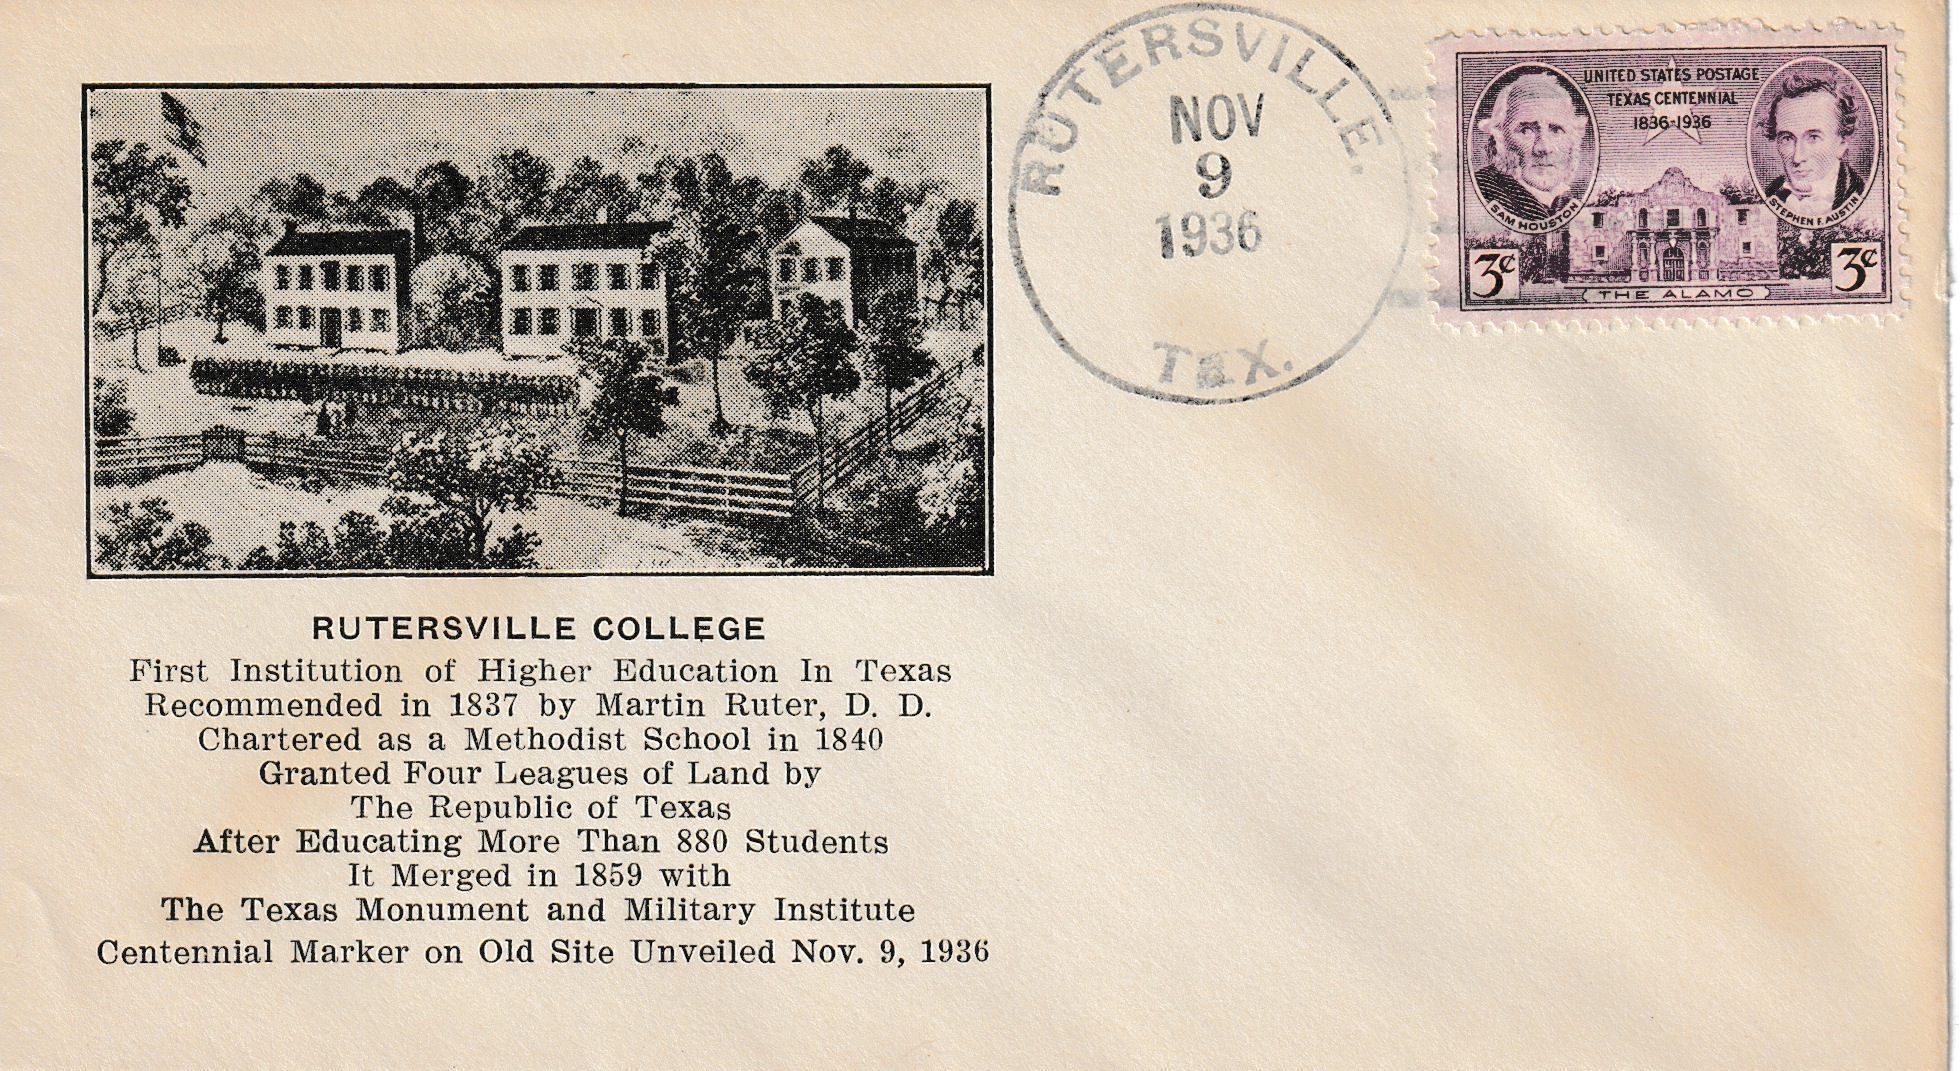 RUTERSVILLE.
NOV
9
1936
TEX.
UNITED STATES POSTAGE
TEXAS CENTENNIAL
1836-1936
SAM HOUSTON
STEPHEN F. AUSTIN
3¢
3¢
THE ALAMO
RUTERSVILLE COLLEGE
First Institution of Higher Education In Texas
Recommended in 1837 by Martin Ruter, D. D.
Chartered as a Methodist School in 1840
Granted Four Leagues of Land by
The Republic of Texas
After Educating More Than 880 Students
It Merged in 1859 with
The Texas Monument and Military Institute
Centennial Marker on Old Site Unveiled Nov. 9, 1936